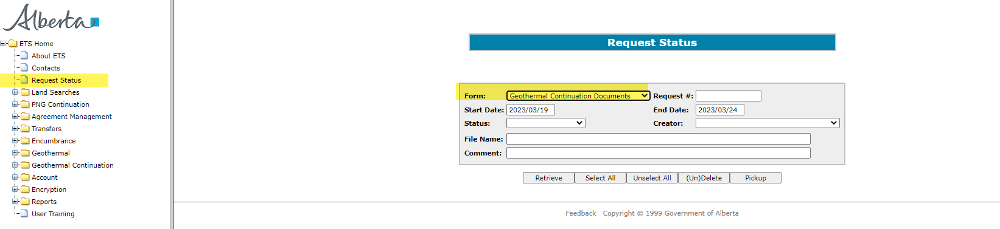 Alberta
ETS Home
About ETS
Contacts
Request Status
Land Searches
PNG Continuation
Agreement Management
Transfers
Encumbrance
Geothermal
Geothermal Continuation
Account
Encryption
Reports
User Training
Request Status
Form: Geothermal Continuation Documents Request #:
Start Date: 2023/03/19 End Date: 2023/03/24
Status: Creator:
File Name:
Comment:
Retrieve Select All Unselect All (Un)Delete Pickup
Feedback Copyright © 1999 Government of Alberta